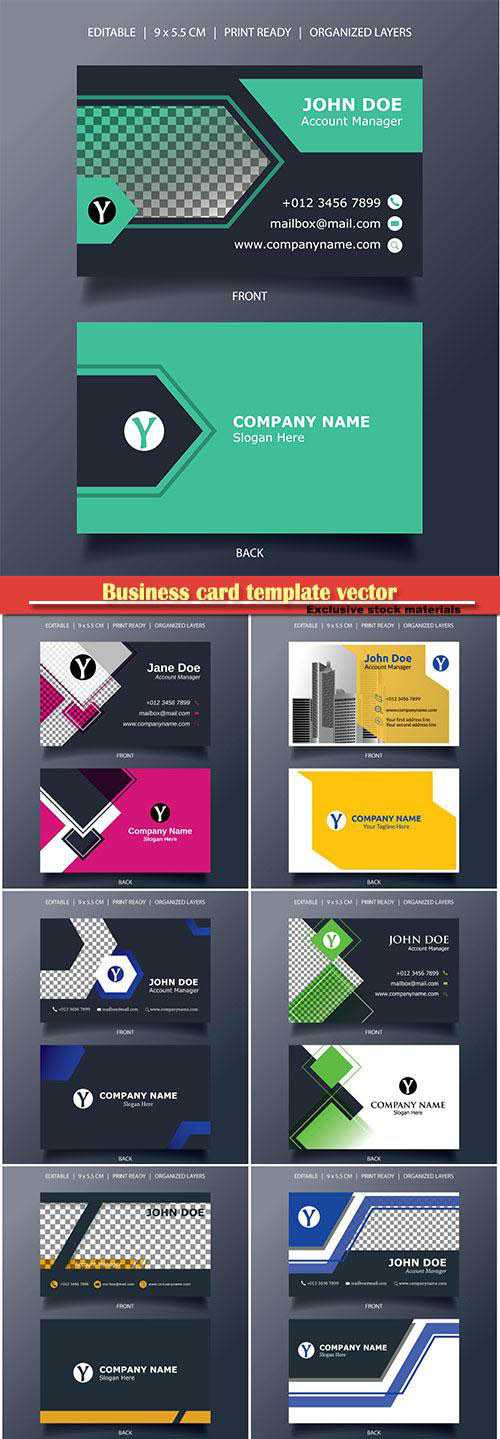 EDITABLE | 9 x 5.5 CM | PRINT READY | ORGANIZED LAYERS
JOHN DOE
Account Manager
Y
+012 3456 7899
mailbox@mail.com
www.companyname.com
FRONT
Y
COMPANY NAME
Slogan Here
BACK
Business card template vector
Exclusive stock materials
EDITABLE | 9 x 5.5 CM | PRINT READY | ORGANIZED LAYERS
Y
Jane Doe
Account Manager
+012 3456 7899
mailbox@mail.com
www.companyname.com
FRONT
Y
Company Name
Slogan Here
BACK
EDITABLE | 9 x 5.5 CM | PRINT READY | ORGANIZED LAYERS
John Doe
Account Manager
Y
+012 3456 7899
www.companyname.com
Your first address line
Your second address line
FRONT
Y
COMPANY NAME
Your Tagline Here
BACK
EDITABLE | 9 x 5.5 CM | PRINT READY | ORGANIZED LAYERS
Y
JOHN DOE
Account Manager
+012 3456 7899 mailbox@mail.com www.companyname.com
FRONT
Y
COMPANY NAME
Slogan Here
BACK
EDITABLE | 9 x 5.5 CM | PRINT READY | ORGANIZED LAYERS
Y
JOHN DOE
Account Manager
+012 3456 7899
mailbox@mail.com
www.companyname.com
FRONT
Y
COMPANY NAME
Slogan Here
BACK
EDITABLE | 9 x 5.5 CM | PRINT READY | ORGANIZED LAYERS
JOHN DOE
+012 3456 7896 mailbox@mail.com www.companyname.com
FRONT
Y
COMPANY NAME
Slogan Here
BACK
EDITABLE | 9 x 5.5 CM | PRINT READY | ORGANIZED LAYERS
Y
JOHN DOE
Account Manager
+012 3456 7899 mailbox@mail.com www.companyname.com
FRONT
Y
COMPANY NAME
Slogan Here
BACK